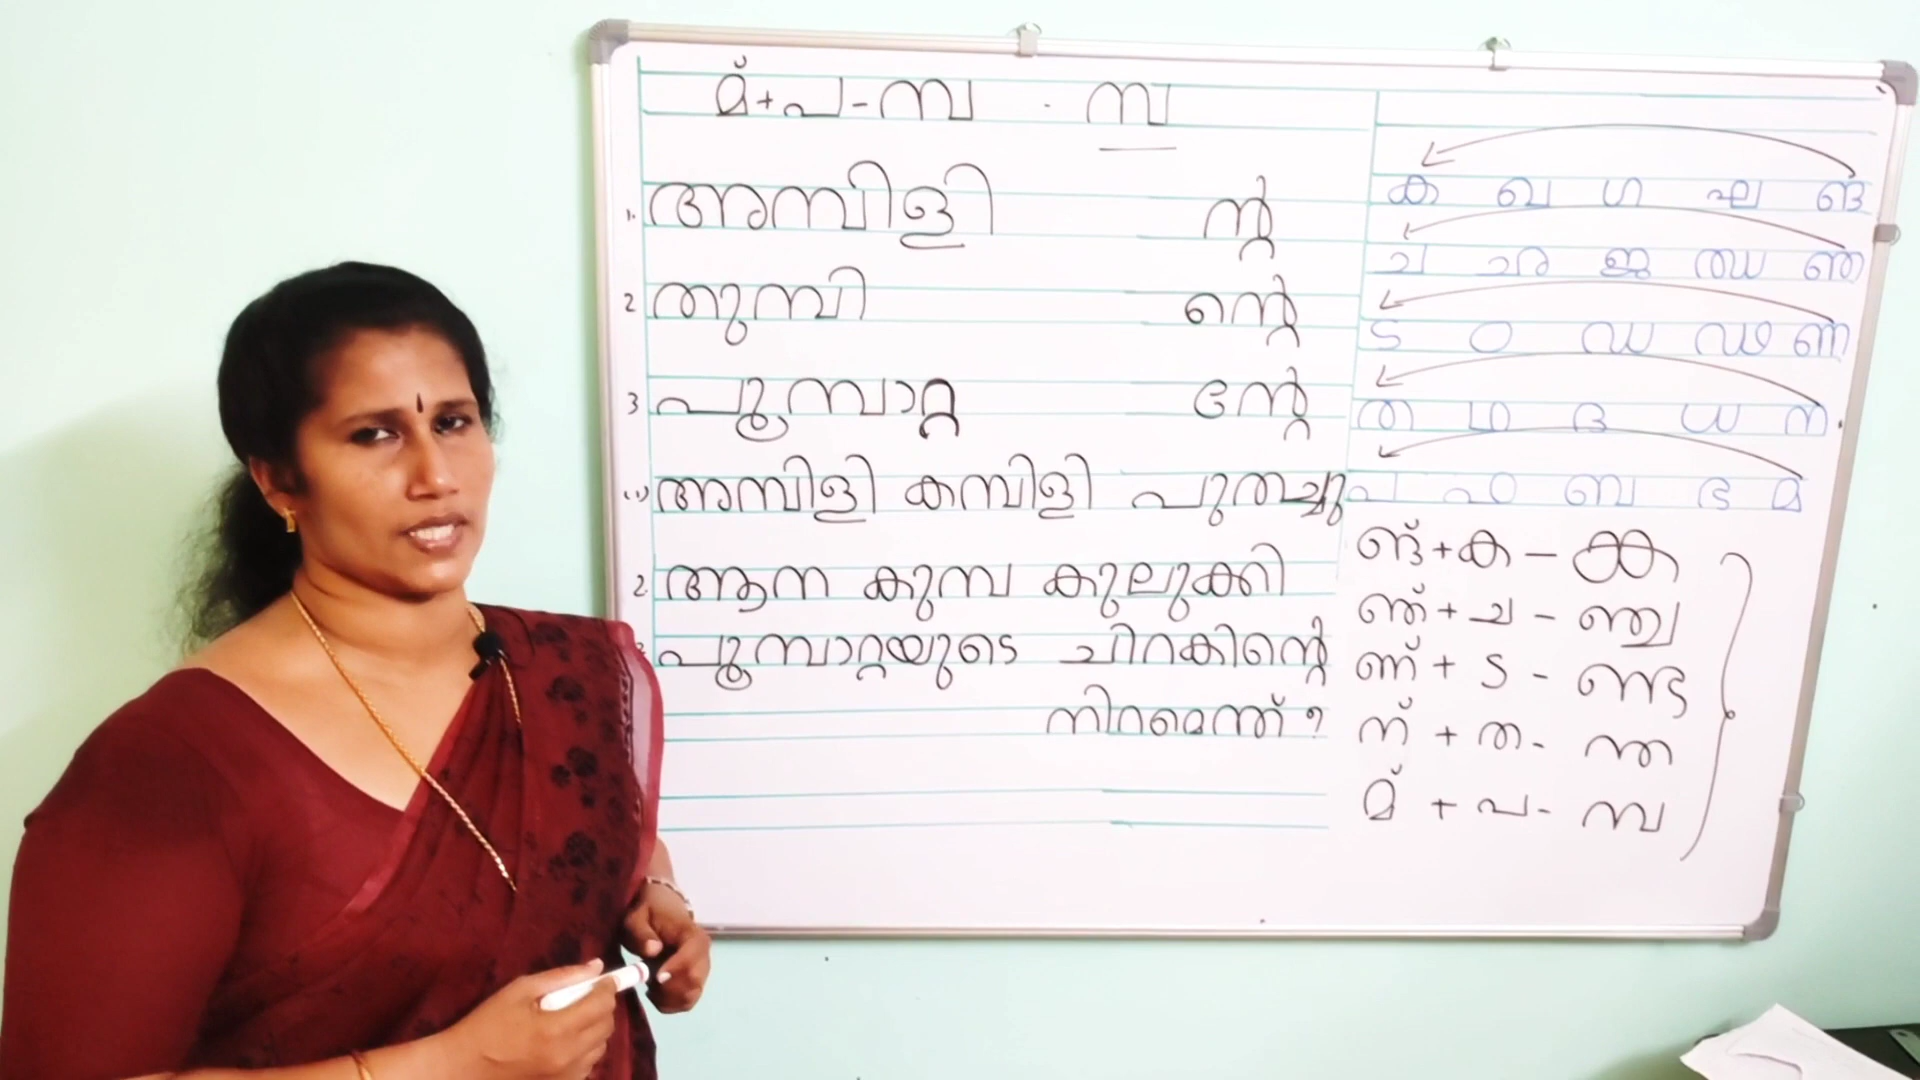 മ് + പ - മ്പ . മ്പ
1. അമ്പിളി
2 തുമ്പി
3 പൂമ്പാറ്റ
(1) അമ്പിളി കമ്പിളി പുതച്ചു
2. ആന കുമ്പ കുലുക്കി
പൂമ്പാറ്റയുടെ ചിറകിന്റെ
നിറമെന്ത് ?
ന്റ
ന്റെ
ന്റേ
ക ഖ ഗ ഘ ങ
ച ഛ ജ ഝ ഞ
ട ഠ ഡ ഢ ണ
ത ഥ ദ ധ ന
പ ഫ ബ ഭ മ
ങ് + ക - ങ്ക
ഞ് + ച - ഞ്ച
ണ് + ട - ണ്ട
ന് + ത - ന്ത
മ് + പ - മ്പ